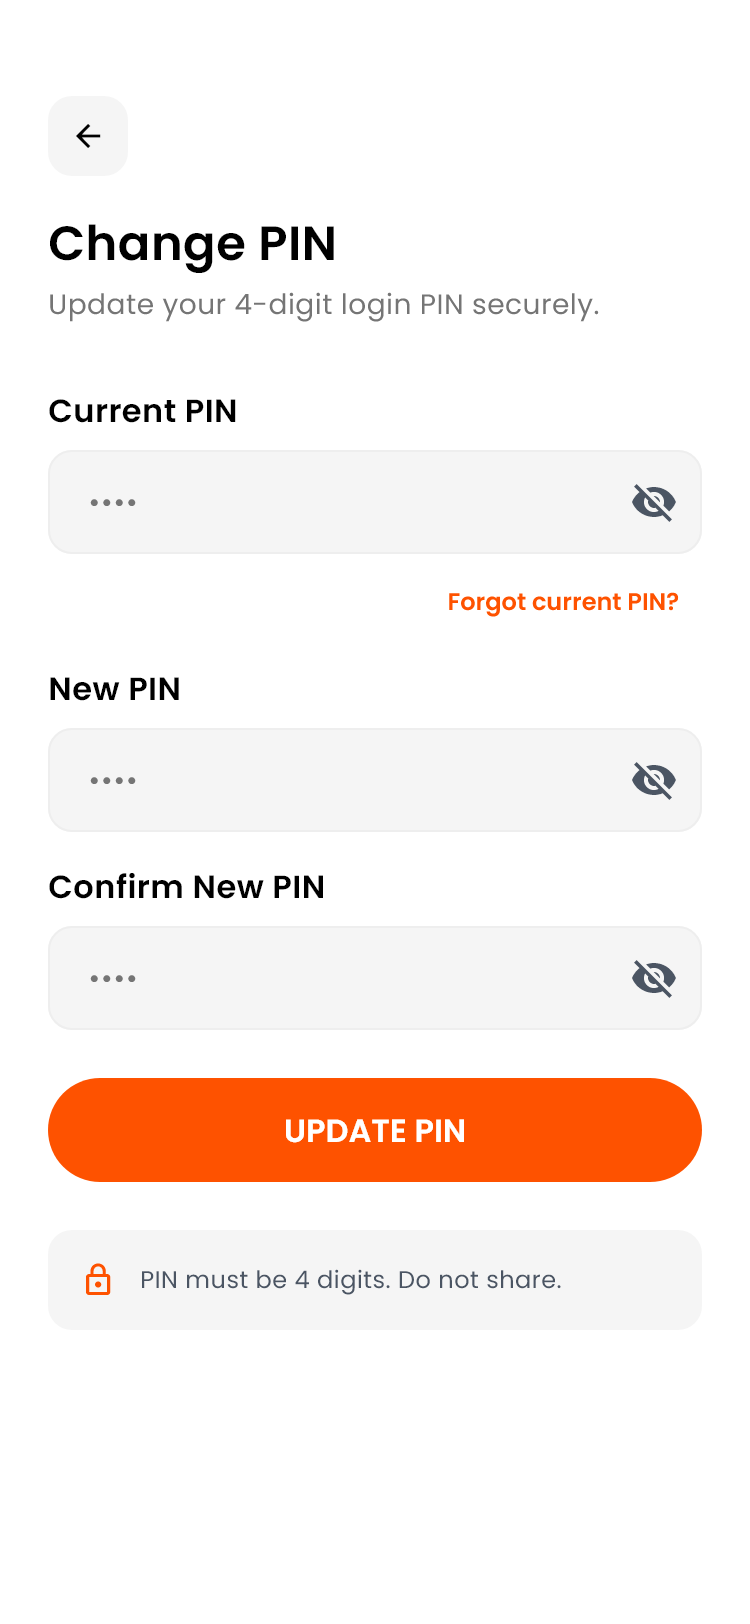 Change PIN
Update your 4-digit login PIN securely.
Current PIN
••••
Forgot current PIN?
New PIN
••••
Confirm New PIN
••••
UPDATE PIN
PIN must be 4 digits. Do not share.